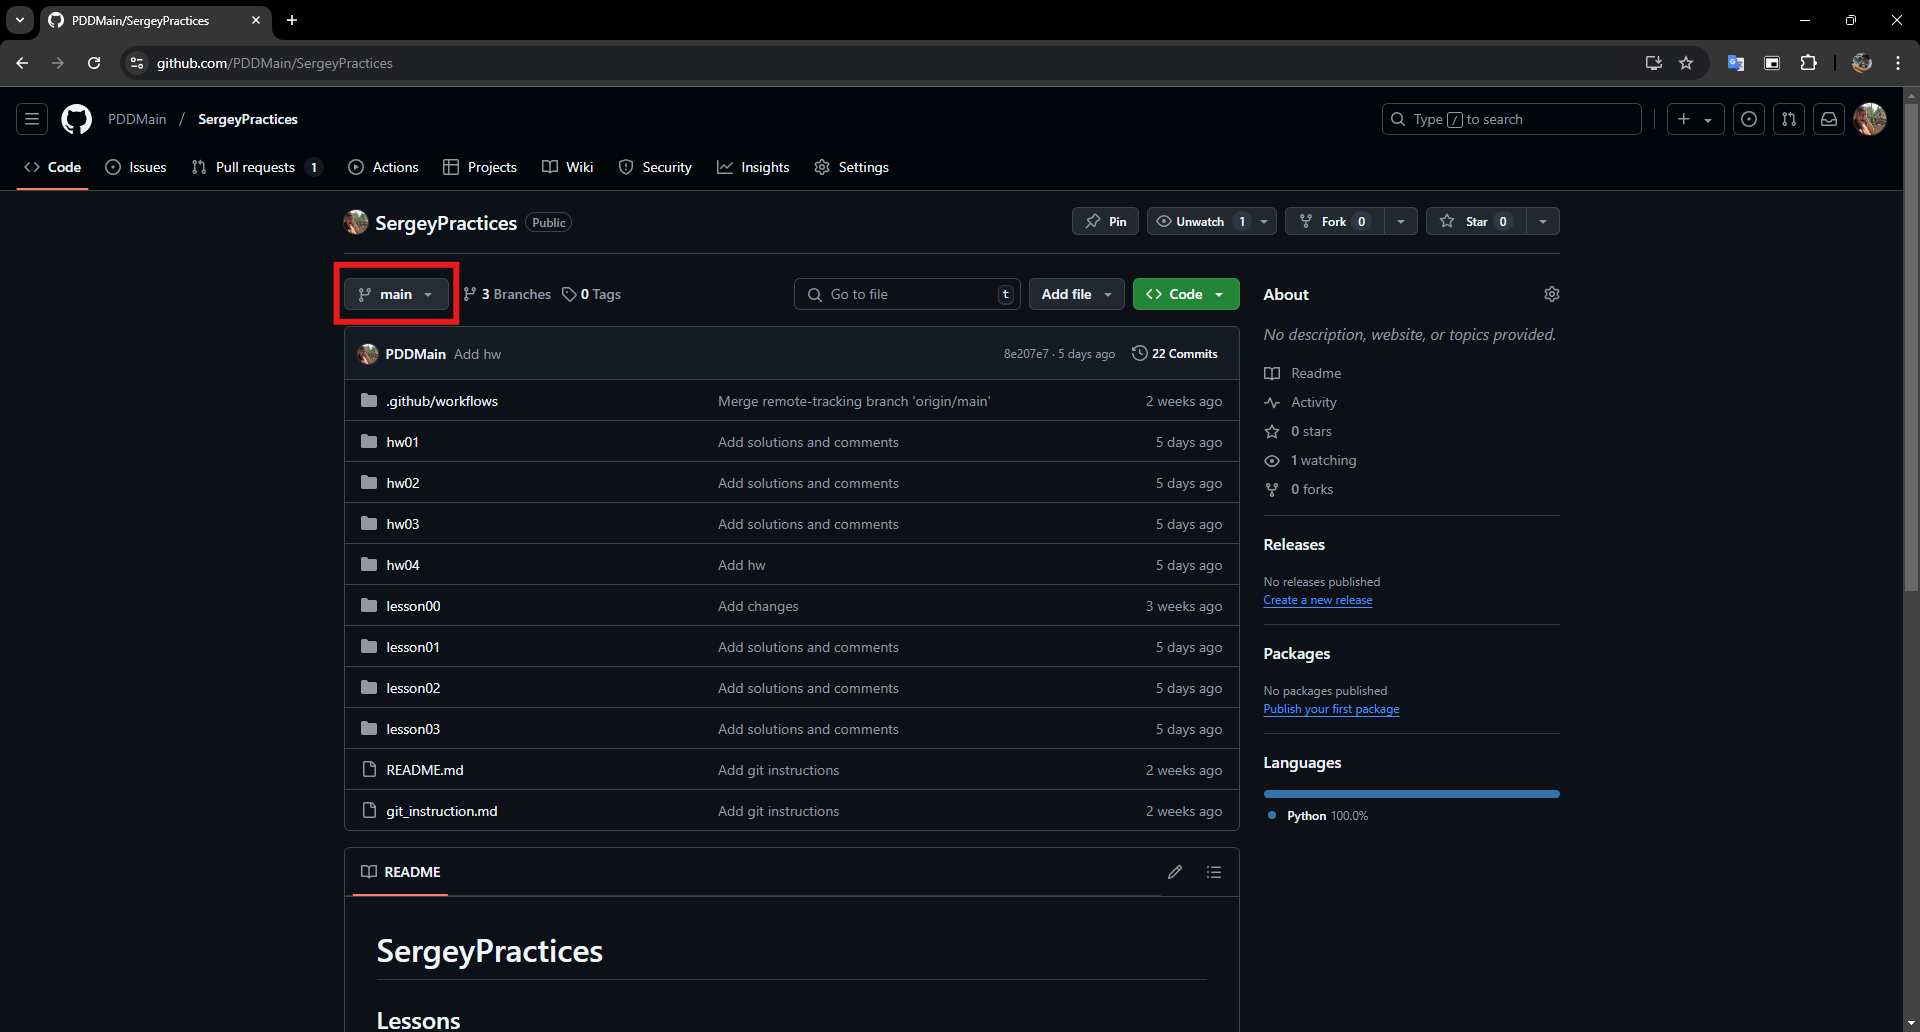 PDDMain/SergeyPractices
github.com/PDDMain/SergeyPractices
PDDMain / SergeyPractices
Type / to search
Code Issues Pull requests 1 Actions Projects Wiki Security Insights Settings
SergeyPractices Public
Pin Unwatch 1 Fork 0 Star 0
main 3 Branches 0 Tags
Go to file t Add file Code
PDDMain Add hw 8e207e7 · 5 days ago 22 Commits
.github/workflows Merge remote-tracking branch 'origin/main' 2 weeks ago
hw01 Add solutions and comments 5 days ago
hw02 Add solutions and comments 5 days ago
hw03 Add solutions and comments 5 days ago
hw04 Add hw 5 days ago
lesson00 Add changes 3 weeks ago
lesson01 Add solutions and comments 5 days ago
lesson02 Add solutions and comments 5 days ago
lesson03 Add solutions and comments 5 days ago
README.md Add git instructions 2 weeks ago
git_instruction.md Add git instructions 2 weeks ago
README
SergeyPractices
Lessons
About
No description, website, or topics provided.
Readme
Activity
0 stars
1 watching
0 forks
Releases
No releases published
Create a new release
Packages
No packages published
Publish your first package
Languages
Python 100.0%